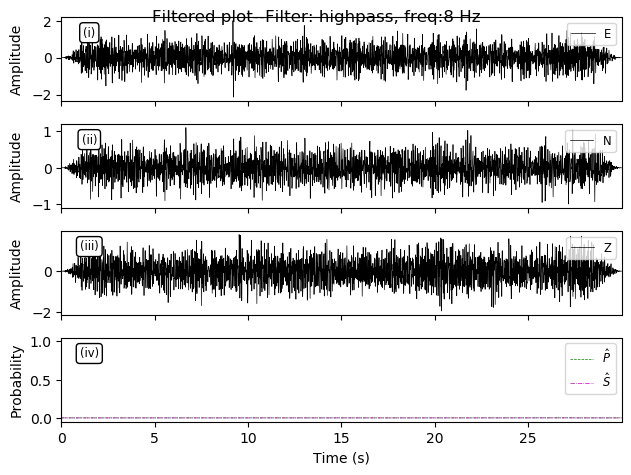 Filtered plot--Filter: highpass, freq:8 Hz
Amplitude
2
0
−2
(i)
E
Amplitude
1
0
−1
(ii)
N
Amplitude
0
−2
(iii)
Z
Probability
1.0
0.5
0.0
(iv)
P̂
Ŝ
0 5 10 15 20 25
Time (s)